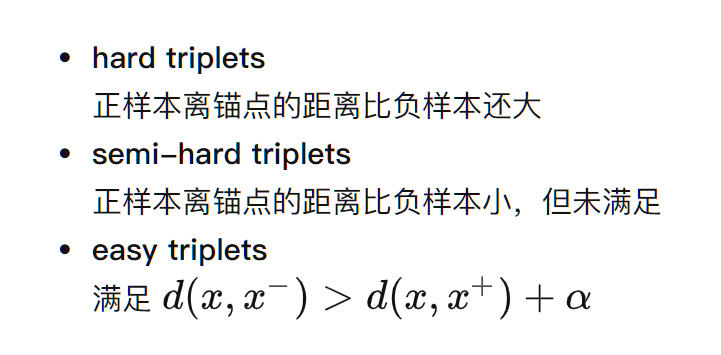 • hard triplets
正样本离锚点的距离比负样本还大
• semi–hard triplets
正样本离锚点的距离比负样本小，但未满足
• easy triplets
满足 d(x, x⁻) > d(x, x⁺) + α